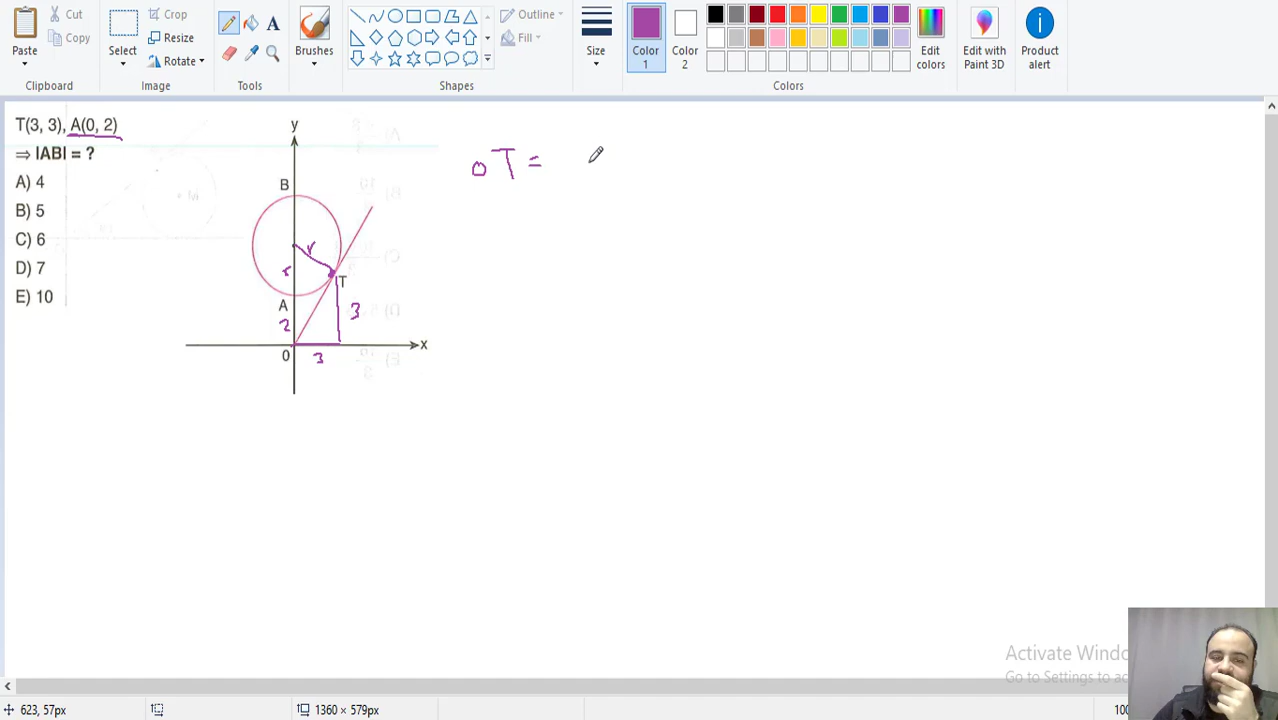 Paste
Cut
Copy
Clipboard
Select
Crop
Resize
Rotate
Image
A
Tools
Brushes
Outline
Fill
Shapes
Size
Color 1
Color 2
Edit colors
Colors
Edit with Paint 3D
Product alert
T(3, 3), A(0, 2)
⇒ |AB| = ?
A) 4
B) 5
C) 6
D) 7
E) 10
y
B
r
r
T
A
3
2
0
x
3
OT =
Activate Windo
Go to Settings to ac
623, 57px
1360 × 579px
100